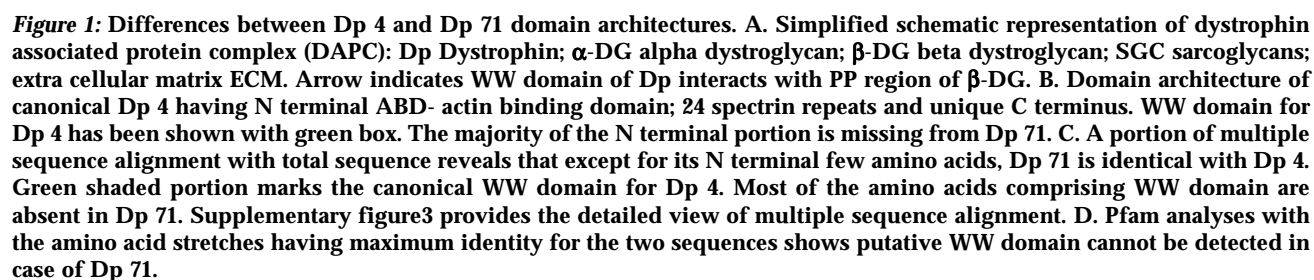 Figure 1: Differences between Dp 4 and Dp 71 domain architectures. A. Simplified schematic representation of dystrophin
associated protein complex (DAPC): Dp Dystrophin; α-DG alpha dystroglycan; β-DG beta dystroglycan; SGC sarcoglycans;
extra cellular matrix ECM. Arrow indicates WW domain of Dp interacts with PP region of β-DG. B. Domain architecture of
canonical Dp 4 having N terminal ABD- actin binding domain; 24 spectrin repeats and unique C terminus. WW domain for
Dp 4 has been shown with green box. The majority of the N terminal portion is missing from Dp 71. C. A portion of multiple
sequence alignment with total sequence reveals that except for its N terminal few amino acids, Dp 71 is identical with Dp 4.
Green shaded portion marks the canonical WW domain for Dp 4. Most of the amino acids comprising WW domain are
absent in Dp 71. Supplementary figure3 provides the detailed view of multiple sequence alignment. D. Pfam analyses with
the amino acid stretches having maximum identity for the two sequences shows putative WW domain cannot be detected in
case of Dp 71.